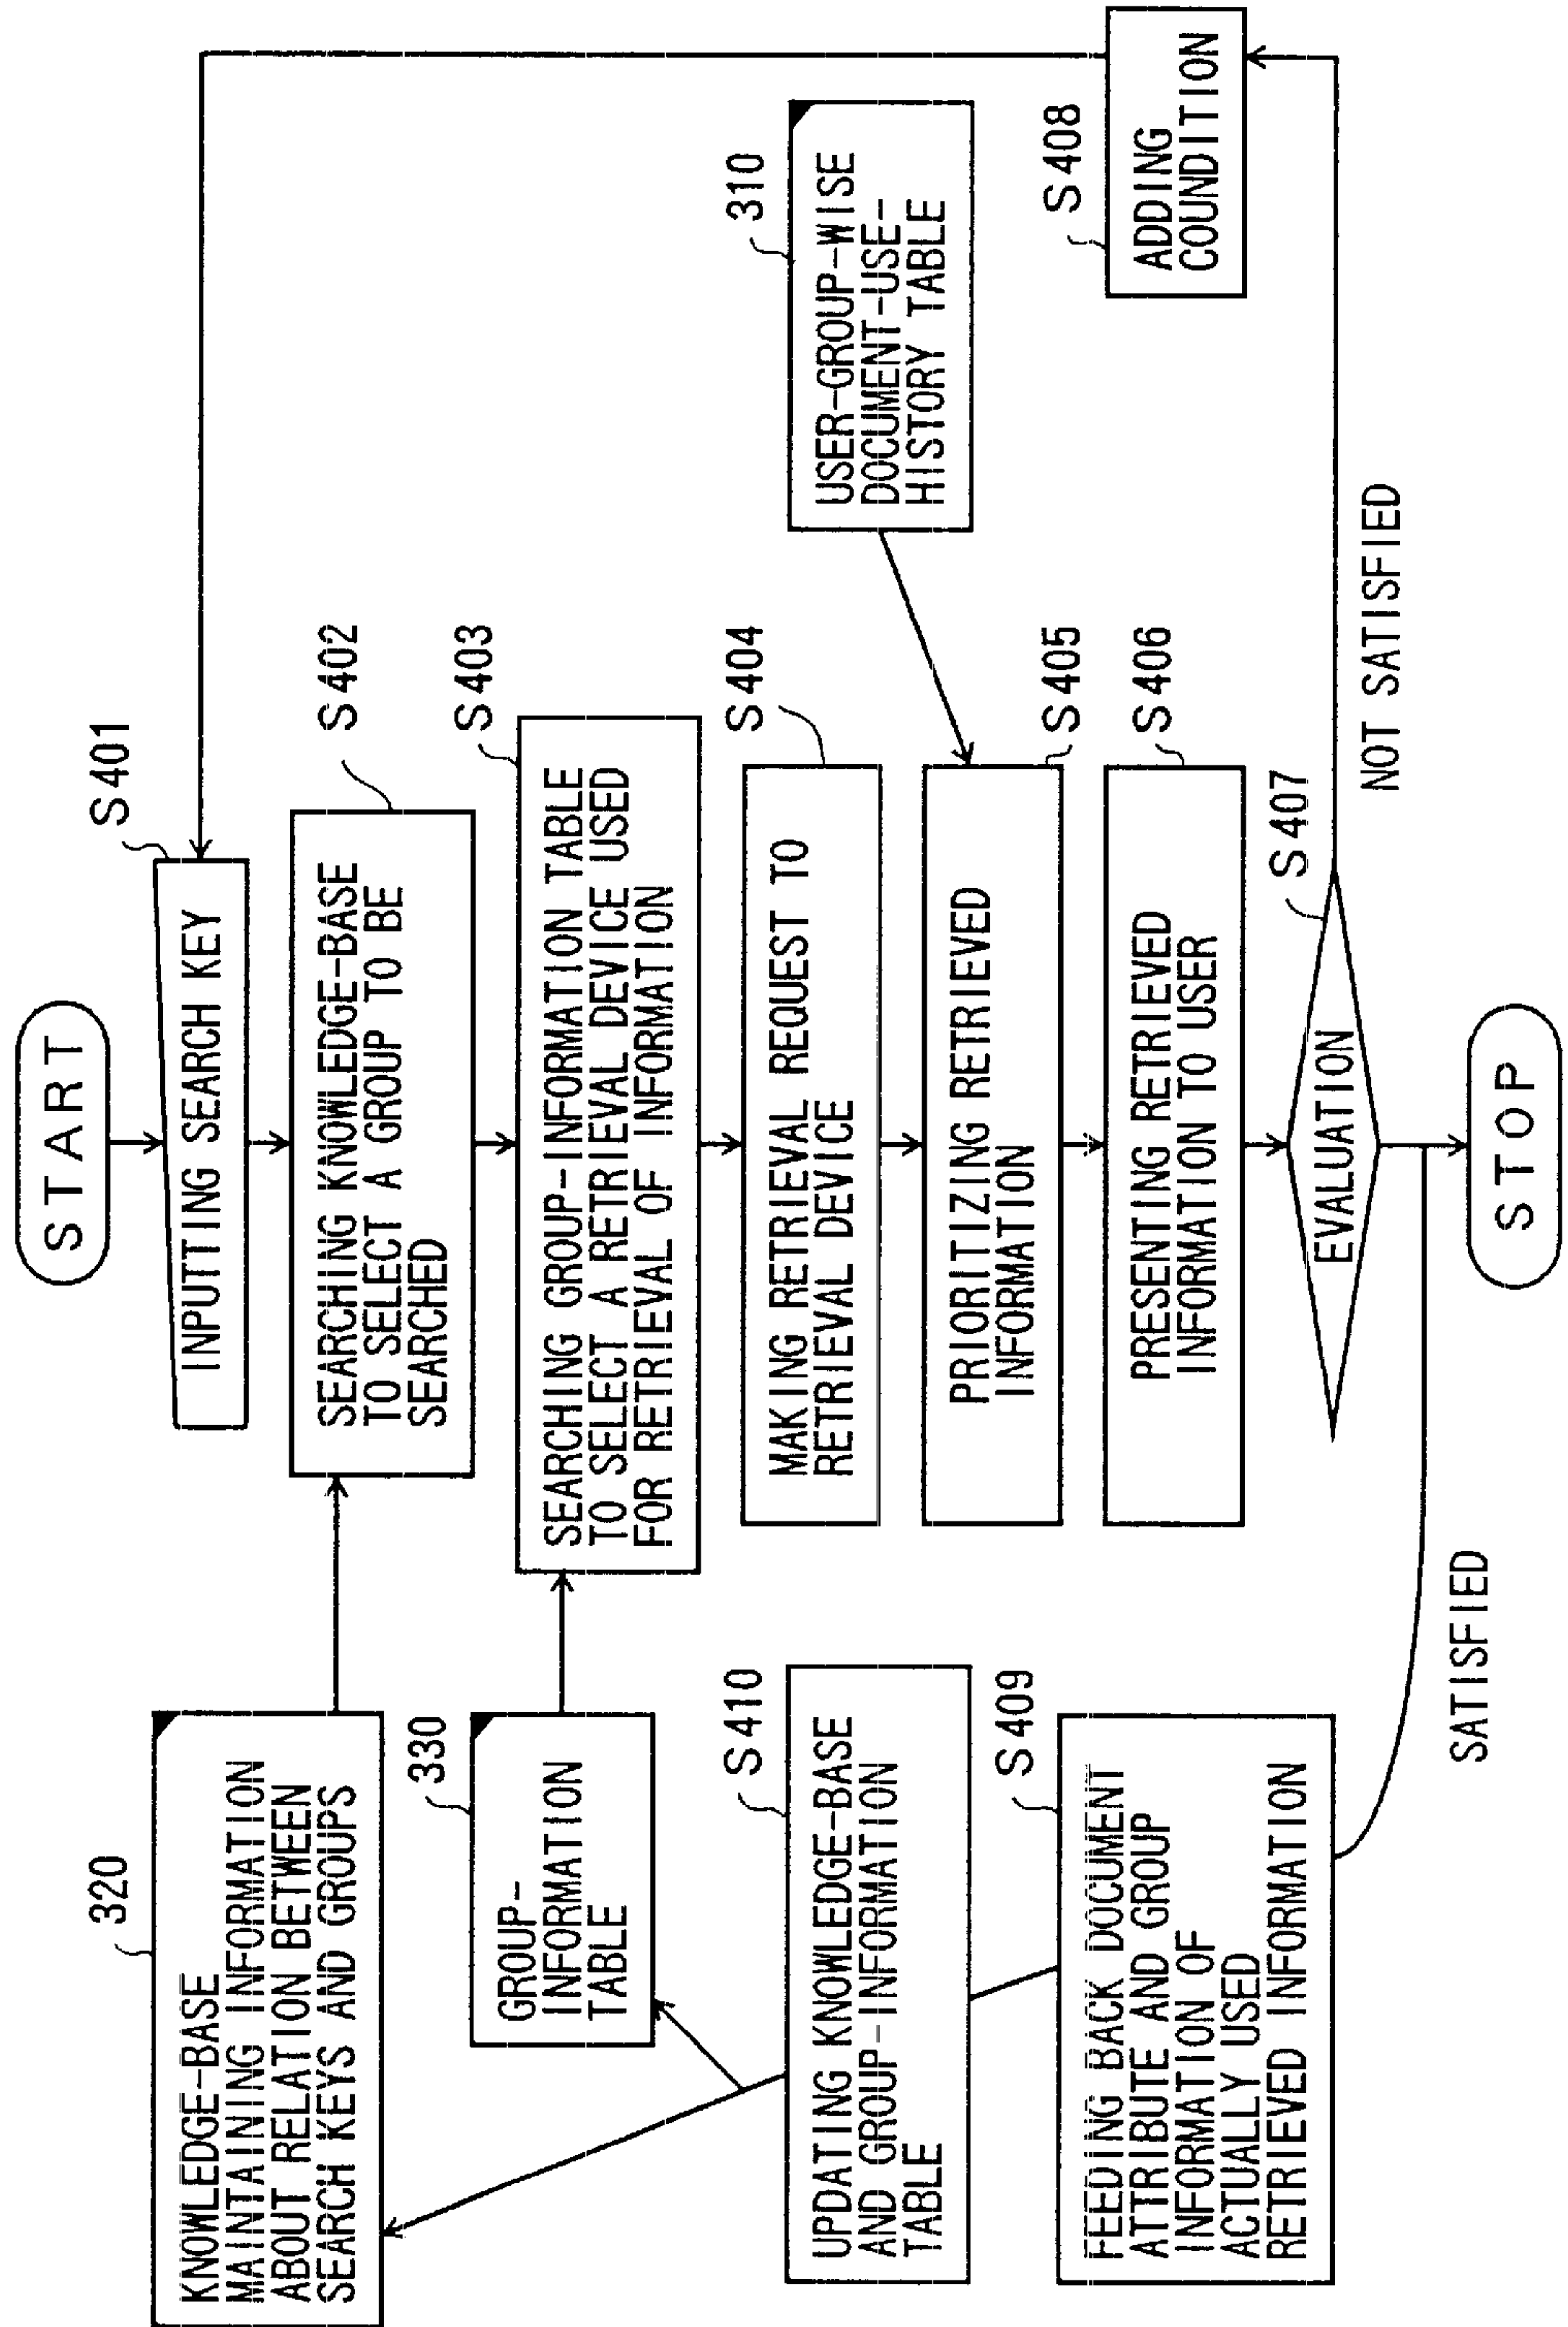 START
S401
INPUTTING SEARCH KEY
320
KNOWLEDGE-BASE
MAINTAINING INFORMATION
ABOUT RELATION BETWEEN
SEARCH KEYS AND GROUPS
S402
SEARCHING KNOWLEDGE-BASE
TO SELECT A GROUP TO BE
SEARCHED
330
GROUP-
INFORMATION
TABLE
S403
SEARCHING GROUP-INFORMATION TABLE
TO SELECT A RETRIEVAL DEVICE USED
FOR RETRIEVAL OF INFORMATION
S404
MAKING RETRIEVAL REQUEST TO
RETRIEVAL DEVICE
310
USER-GROUP-WISE
DOCUMENT-USE-
HISTORY TABLE
S405
PRIORITIZING RETRIEVED
INFORMATION
S410
UPDATING KNOWLEDGE-BASE
AND GROUP-INFORMATION
TABLE
S406
PRESENTING RETRIEVED
INFORMATION TO USER
S408
ADDING
COUNDITION
S409
FEEDING BACK DOCUMENT
ATTRIBUTE AND GROUP
INFORMATION OF
ACTUALLY USED
RETRIEVED INFORMATION
S407
EVALUATION
NOT SATISFIED
SATISFIED
STOP